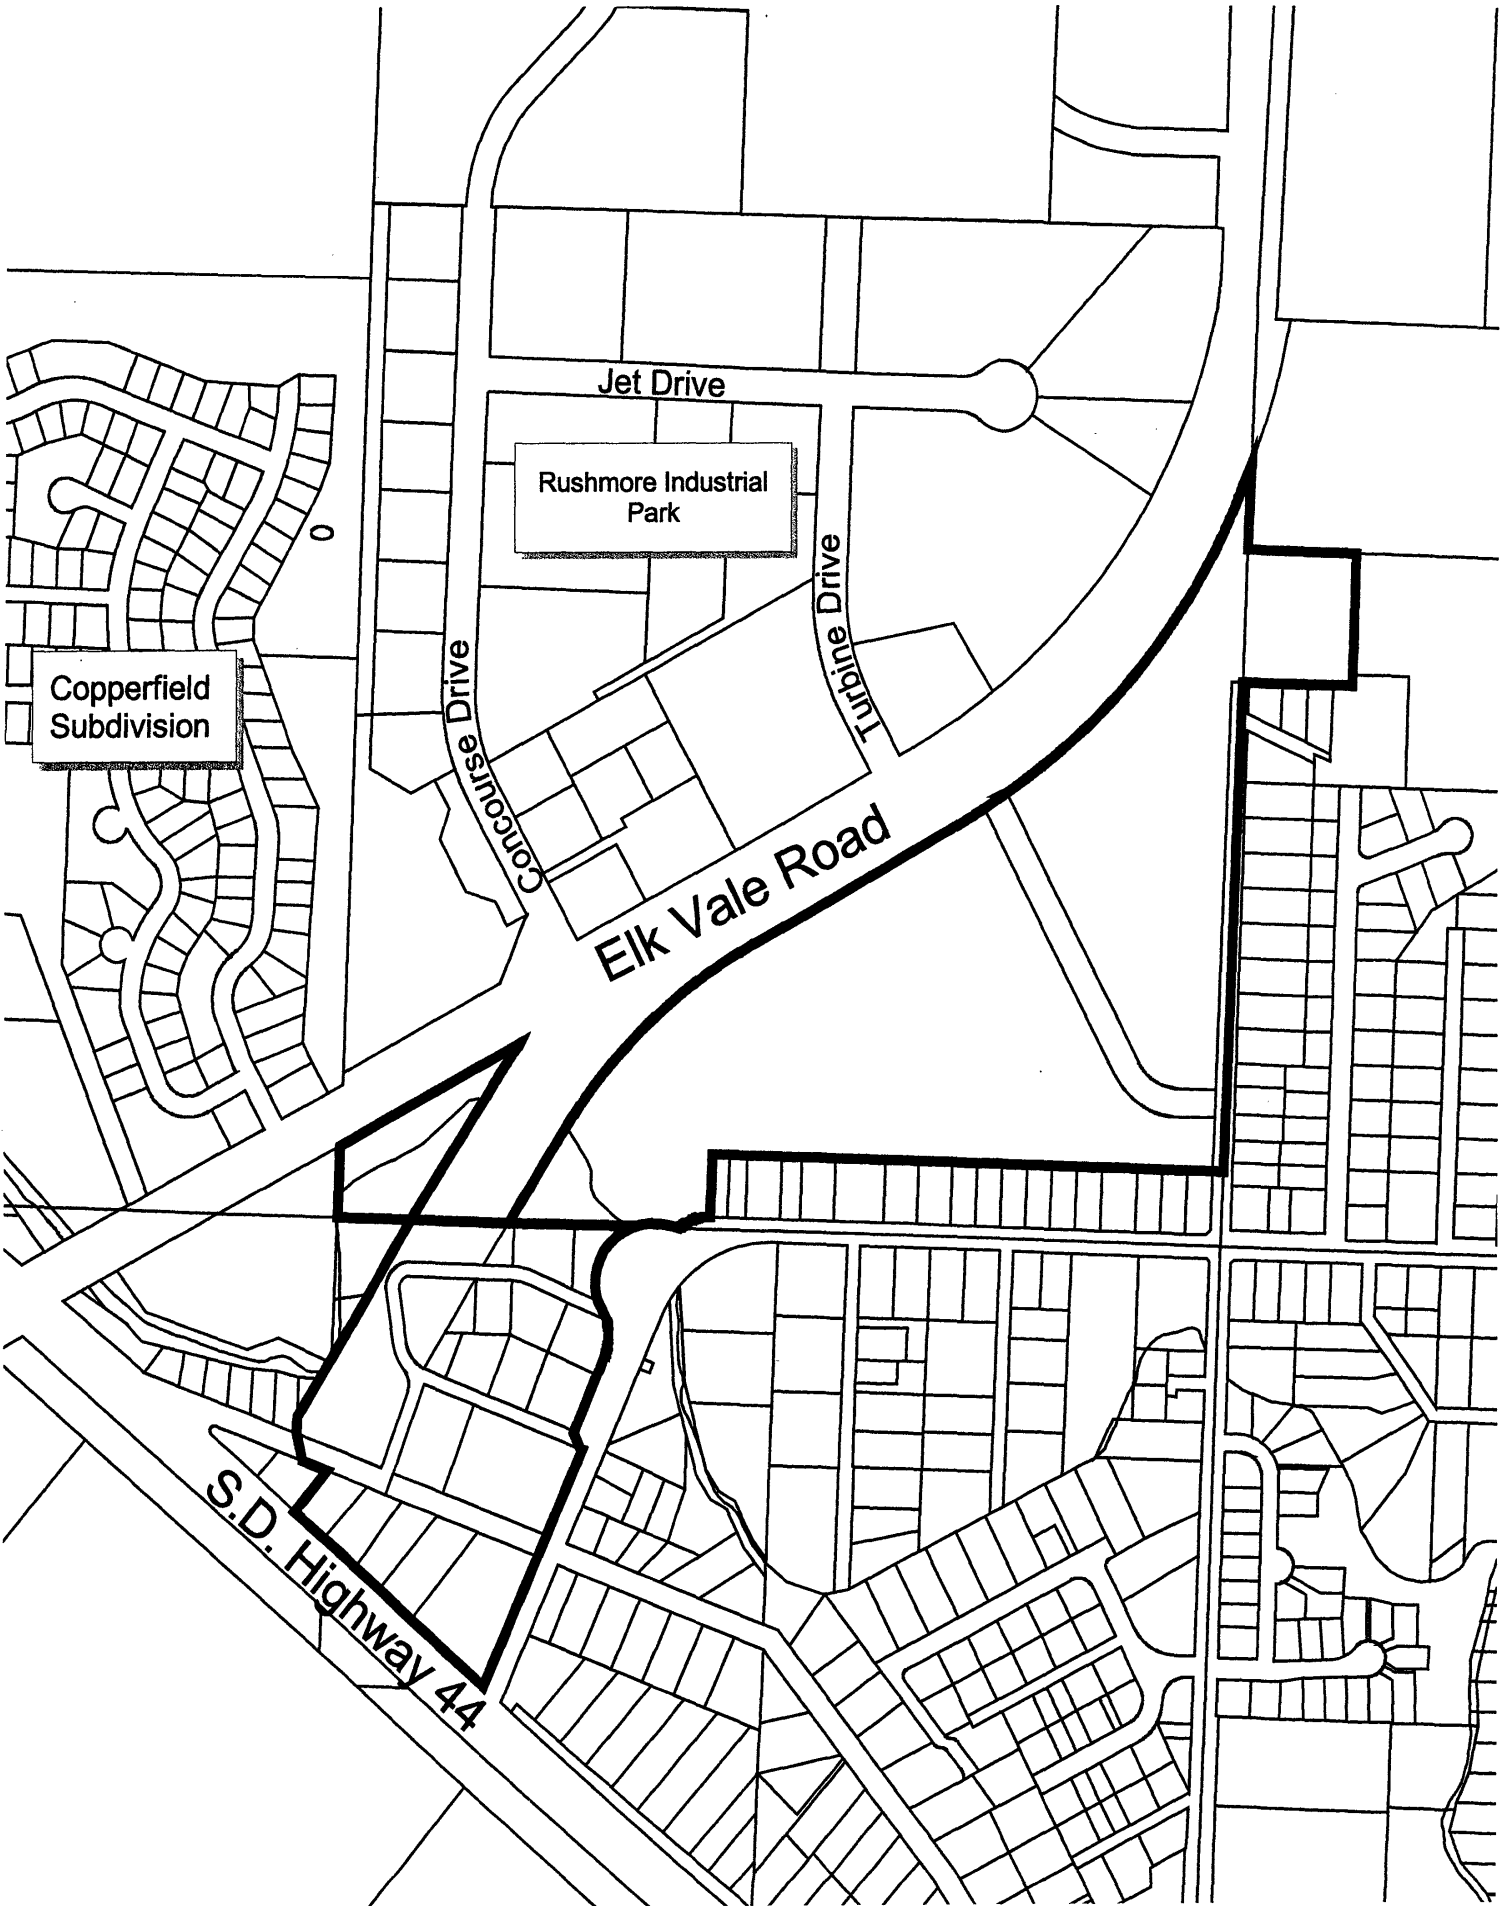 Jet Drive
Rushmore Industrial
Park
Turbine Drive
Concourse Drive
Copperfield
Subdivision
Elk Vale Road
S.D. Highway 44